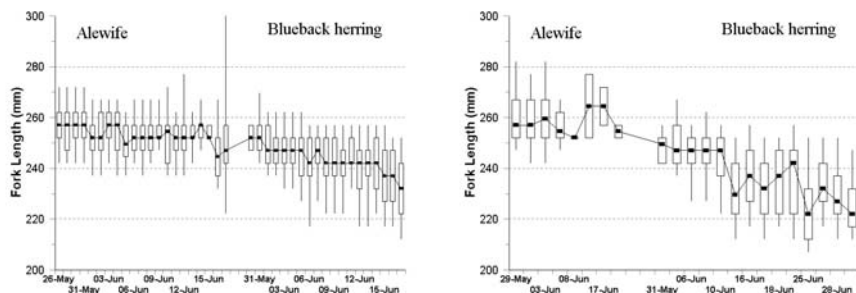 300
280
260
240
220
200
Fork Length (mm)
Alewife
Blueback herring
26-May
31-May
03-Jun
06-Jun
09-Jun
12-Jun
15-Jun
31-May
03-Jun
06-Jun
09-Jun
12-Jun
15-Jun
300
280
260
240
220
200
Fork Length (mm)
Alewife
Blueback herring
29-May
03-Jun
08-Jun
17-Jun
31-May
06-Jun
10-Jun
16-Jun
18-Jun
22-Jun
25-Jun
28-Jun